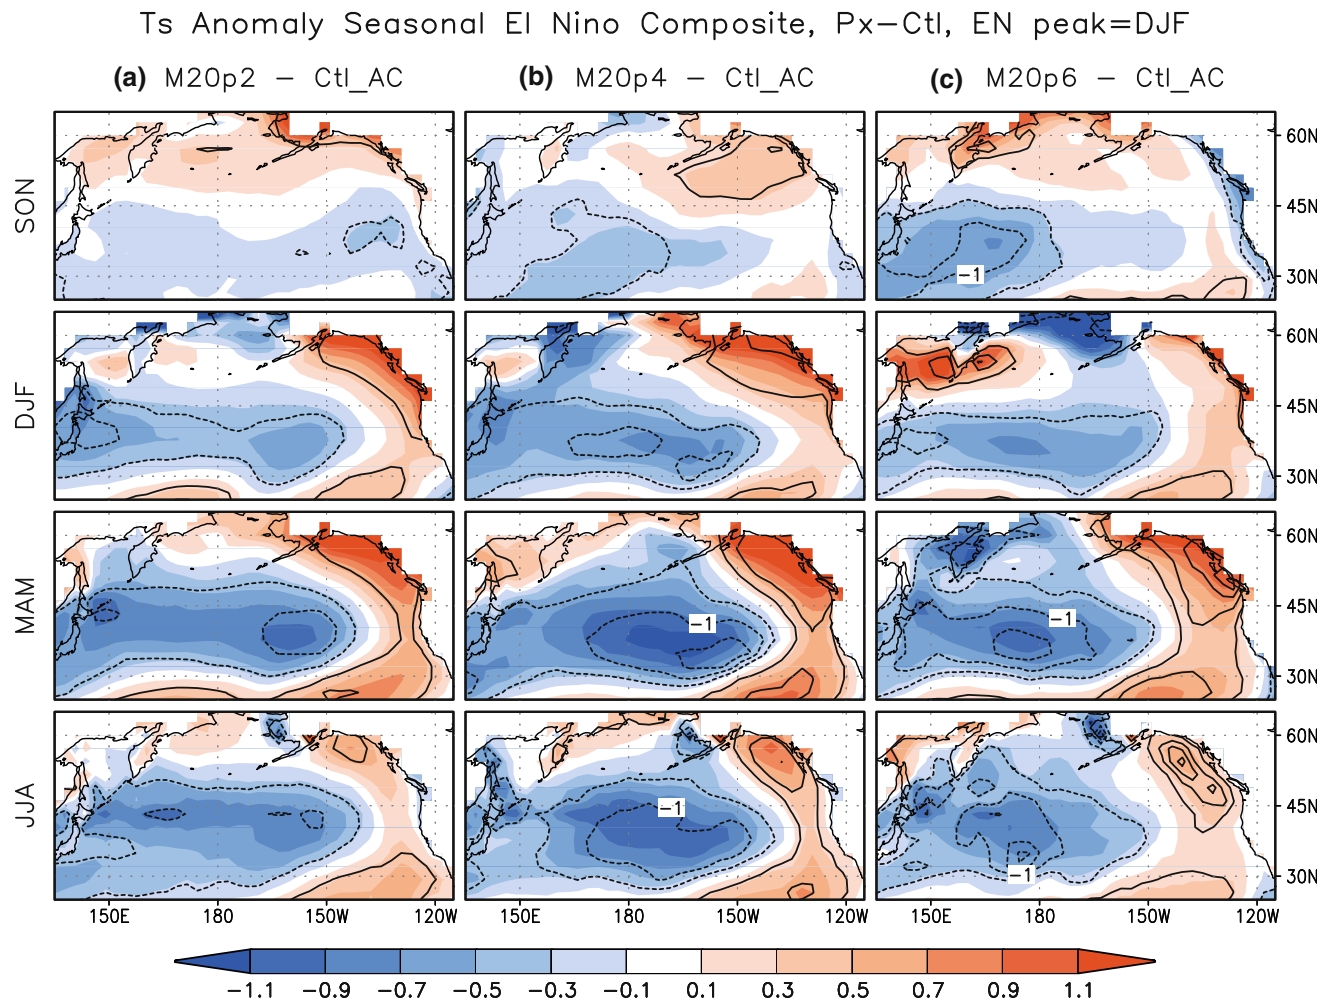 Ts Anomaly Seasonal El Nino Composite, Px-Ctl, EN peak=DJF
(a) M20p2 - Ctl_AC
(b) M20p4 - Ctl_AC
(c) M20p6 - Ctl_AC
SON
-1
60N
45N
30N
DJF
60N
45N
30N
MAM
-1
-1
60N
45N
30N
JJA
-1
-1
60N
45N
30N
150E 180 150W 120W
150E 180 150W 120W
150E 180 150W 120W
-1.1 -0.9 -0.7 -0.5 -0.3 -0.1 0.1 0.3 0.5 0.7 0.9 1.1